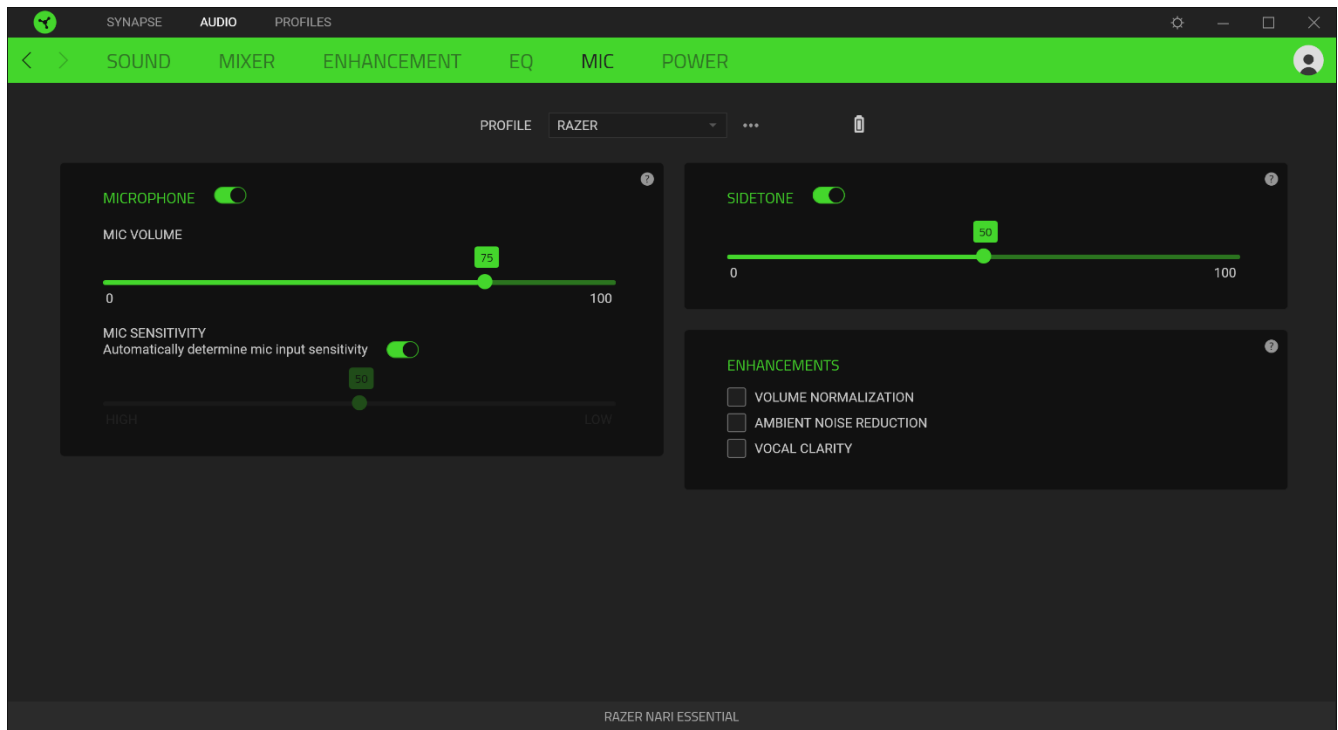 SYNAPSE AUDIO PROFILES
SOUND MIXER ENHANCEMENT EQ MIC POWER
PROFILE RAZER
MICROPHONE
MIC VOLUME
75
0 100
MIC SENSITIVITY
Automatically determine mic input sensitivity
50
HIGH LOW
SIDETONE
50
0 100
ENHANCEMENTS
VOLUME NORMALIZATION
AMBIENT NOISE REDUCTION
VOCAL CLARITY
RAZER NARI ESSENTIAL